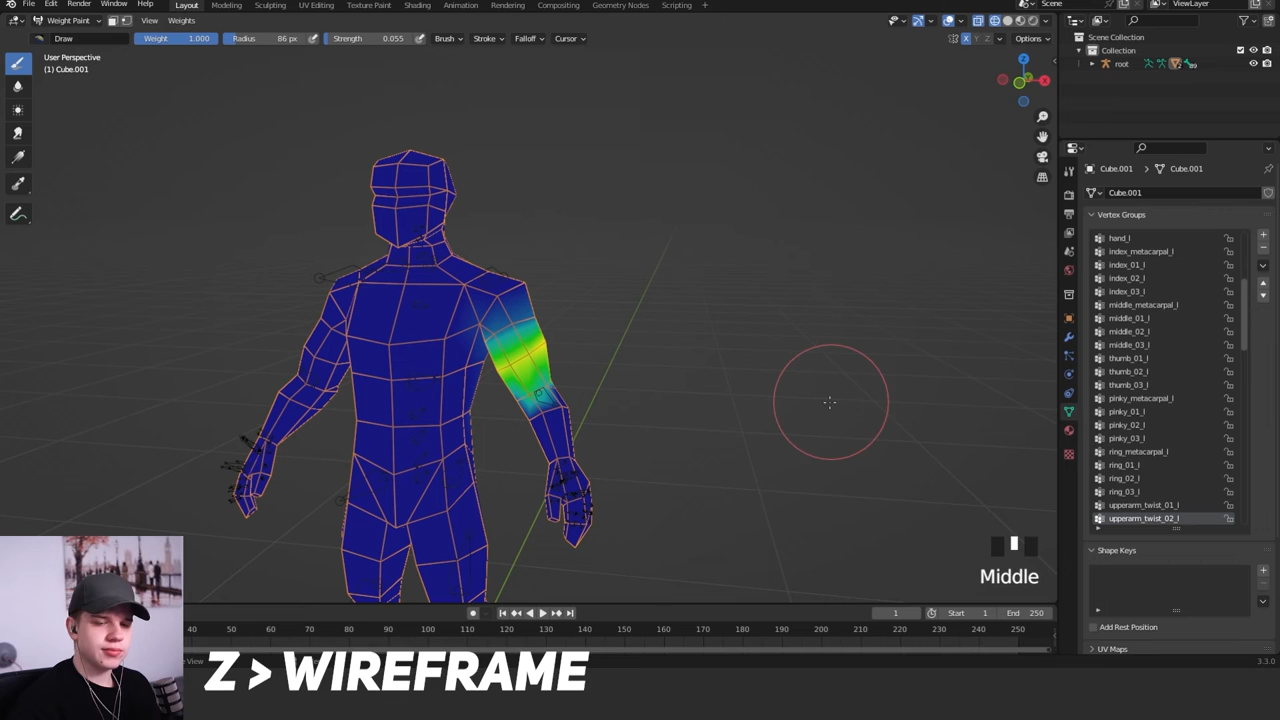 File Edit Render Window Help Layout Modeling Sculpting UV Editing Texture Paint Shading Animation Rendering Compositing Geometry Nodes Scripting Scene ViewLayer
Weight Paint View Weights
Draw Weight 1.000 Radius 86 px Strength 0.055 Brush Stroke Falloff Cursor X Y Z Options
User Perspective
(1) Cube.001
Z
X
Scene Collection
Collection
root
Cube.001 Cube.001
Cube.001
Vertex Groups
hand_l
index_metacarpal_l
index_01_l
index_02_l
index_03_l
middle_metacarpal_l
middle_01_l
middle_02_l
middle_03_l
thumb_01_l
thumb_02_l
thumb_03_l
pinky_metacarpal_l
pinky_01_l
pinky_02_l
pinky_03_l
ring_metacarpal_l
ring_01_l
ring_02_l
ring_03_l
upperarm_twist_01_l
upperarm_twist_02_l
Shape Keys
Add Rest Position
UV Maps
Middle
1 Start 1 End 250
40 50 60 70 80 90 100 110 120 130 140 150 160 170 180 190 200 210 220 230 240 250
View
3.3.0
Z > WIREFRAME